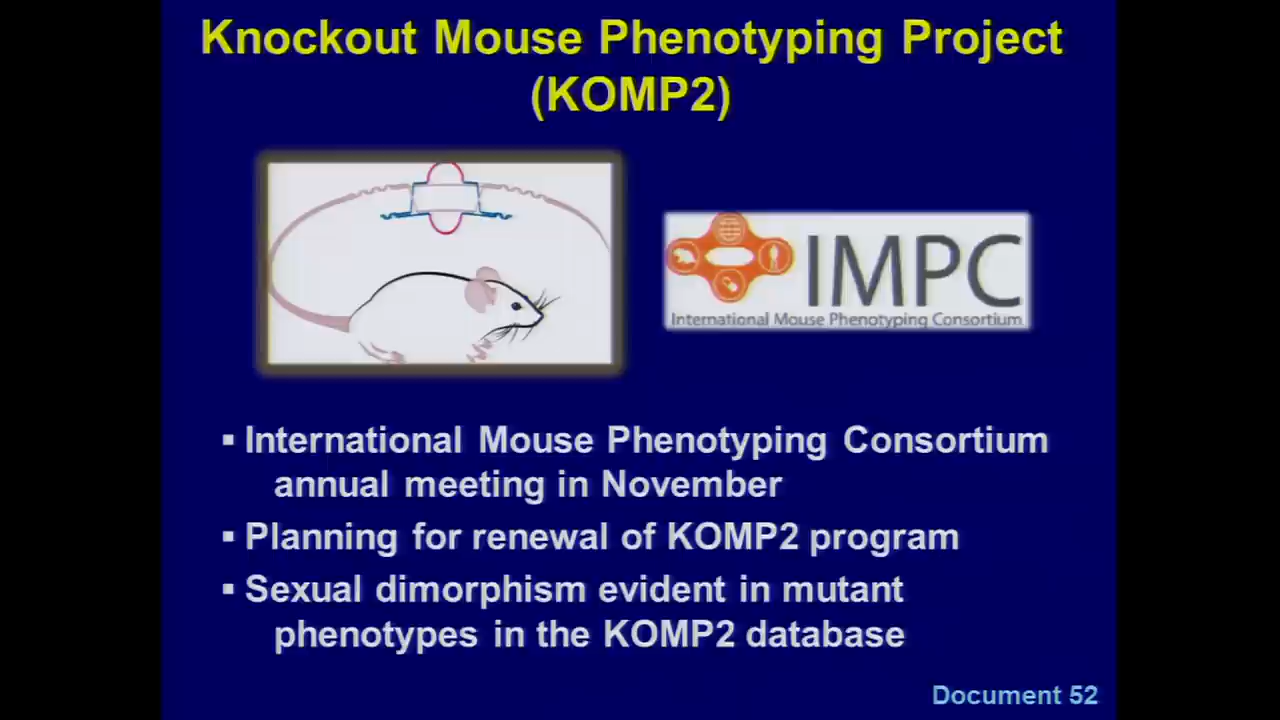 Knockout Mouse Phenotyping Project
(KOMP2)
IMPC
International Mouse Phenotyping Consortium
▪ International Mouse Phenotyping Consortium
annual meeting in November
▪ Planning for renewal of KOMP2 program
▪ Sexual dimorphism evident in mutant
phenotypes in the KOMP2 database
Document 52